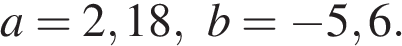 a = 2,18, b = −5,6.